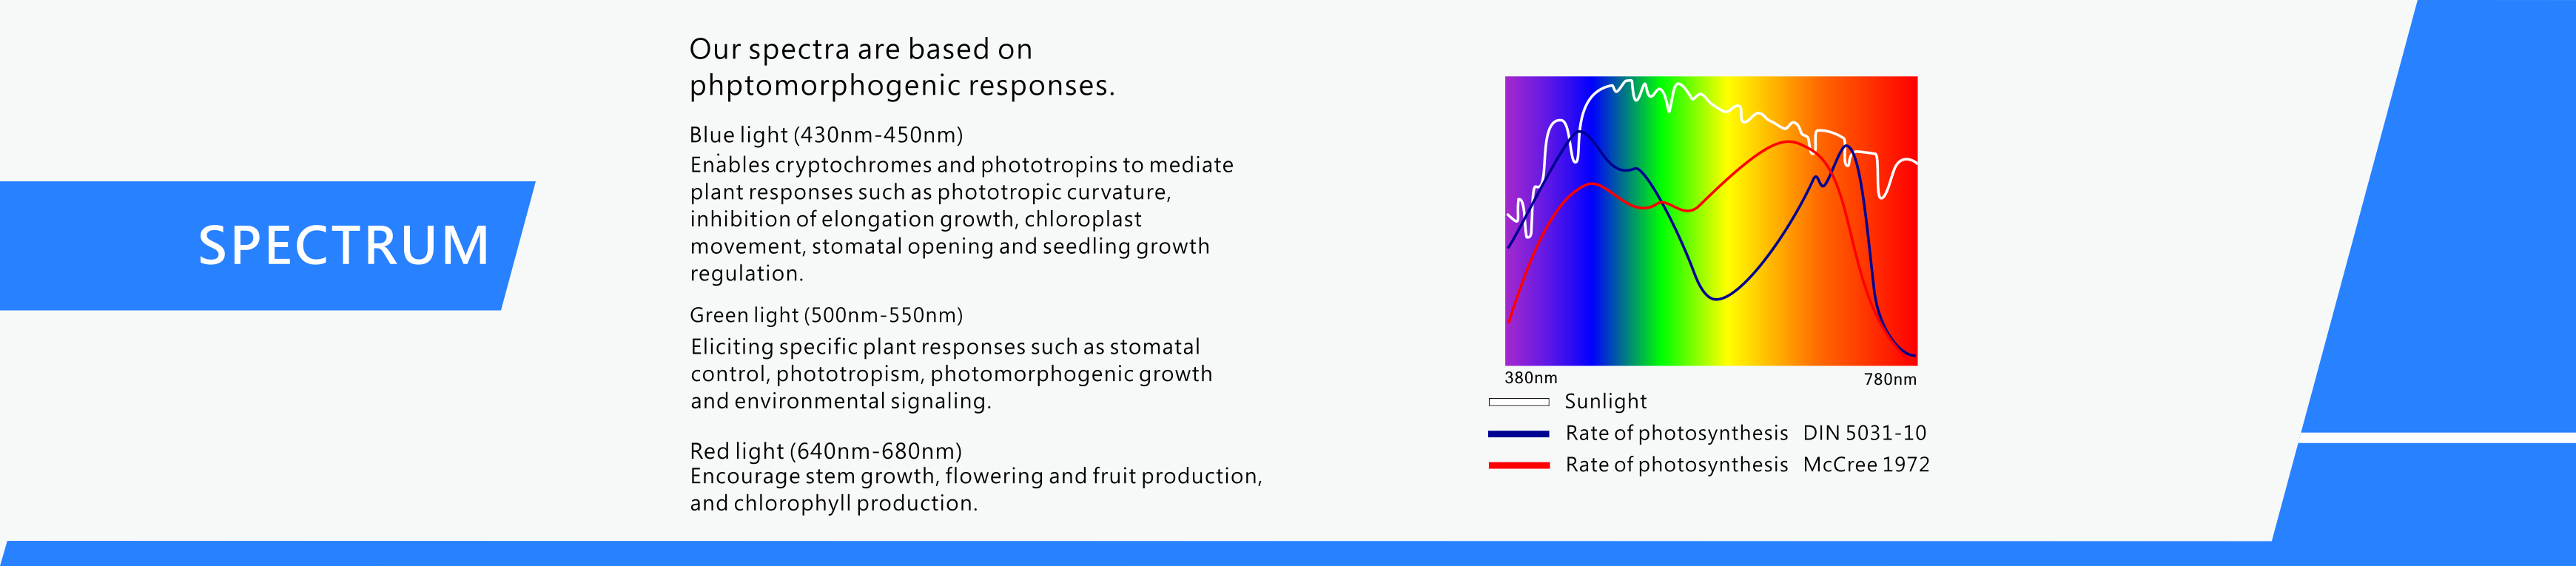 SPECTRUM
Our spectra are based on
phptomorphogenic responses.
Blue light (430nm-450nm)
Enables cryptochromes and phototropins to mediate
plant responses such as phototropic curvature,
inhibition of elongation growth, chloroplast
movement, stomatal opening and seedling growth
regulation.
Green light (500nm-550nm)
Eliciting specific plant responses such as stomatal
control, phototropism, photomorphogenic growth
and environmental signaling.
Red light (640nm-680nm)
Encourage stem growth, flowering and fruit production,
and chlorophyll production.
380nm 780nm
Sunlight
Rate of photosynthesis DIN 5031-10
Rate of photosynthesis McCree 1972